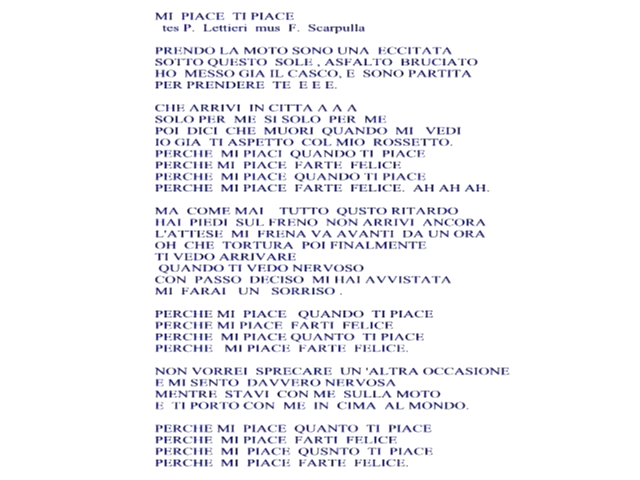 MI PIACE TI PIACE
tes P. Lettieri mus F. Scarpulla
PRENDO LA MOTO SONO UNA ECCITATA
SOTTO QUESTO SOLE , ASFALTO BRUCIATO
HO MESSO GIA IL CASCO, E SONO PARTITA
PER PRENDERE TE E E E.
CHE ARRIVI IN CITTA A A A
SOLO PER ME SI SOLO PER ME
POI DICI CHE MUORI QUANDO MI VEDI
IO GIA TI ASPETTO COL MIO ROSSETTO.
PERCHE MI PIACI QUANDO TI PIACE
PERCHE MI PIACE FARTE FELICE
PERCHE MI PIACE QUANDO TI PIACE
PERCHE MI PIACE FARTE FELICE. AH AH AH.
MA COME MAI TUTTO QUSTO RITARDO
HAI PIEDI SUL FRENO NON ARRIVI ANCORA
L'ATTESE MI FRENA VA AVANTI DA UN ORA
OH CHE TORTURA POI FINALMENTE
TI VEDO ARRIVARE
QUANDO TI VEDO NERVOSO
CON PASSO DECISO MI HAI AVVISTATA
MI FARAI UN SORRISO .
PERCHE MI PIACE QUANDO TI PIACE
PERCHE MI PIACE FARTI FELICE
PERCHE MI PIACE QUANTO TI PIACE
PERCHE MI PIACE FARTE FELICE.
NON VORREI SPRECARE UN 'ALTRA OCCASIONE
E MI SENTO DAVVERO NERVOSA
MENTRE STAVI CON ME SULLA MOTO
E TI PORTO CON ME IN CIMA AL MONDO.
PERCHE MI PIACE QUANTO TI PIACE
PERCHE MI PIACE FARTI FELICE
PERCHE MI PIACE QUSNTO TI PIACE
PERCHE MI PIACE FARTE FELICE.